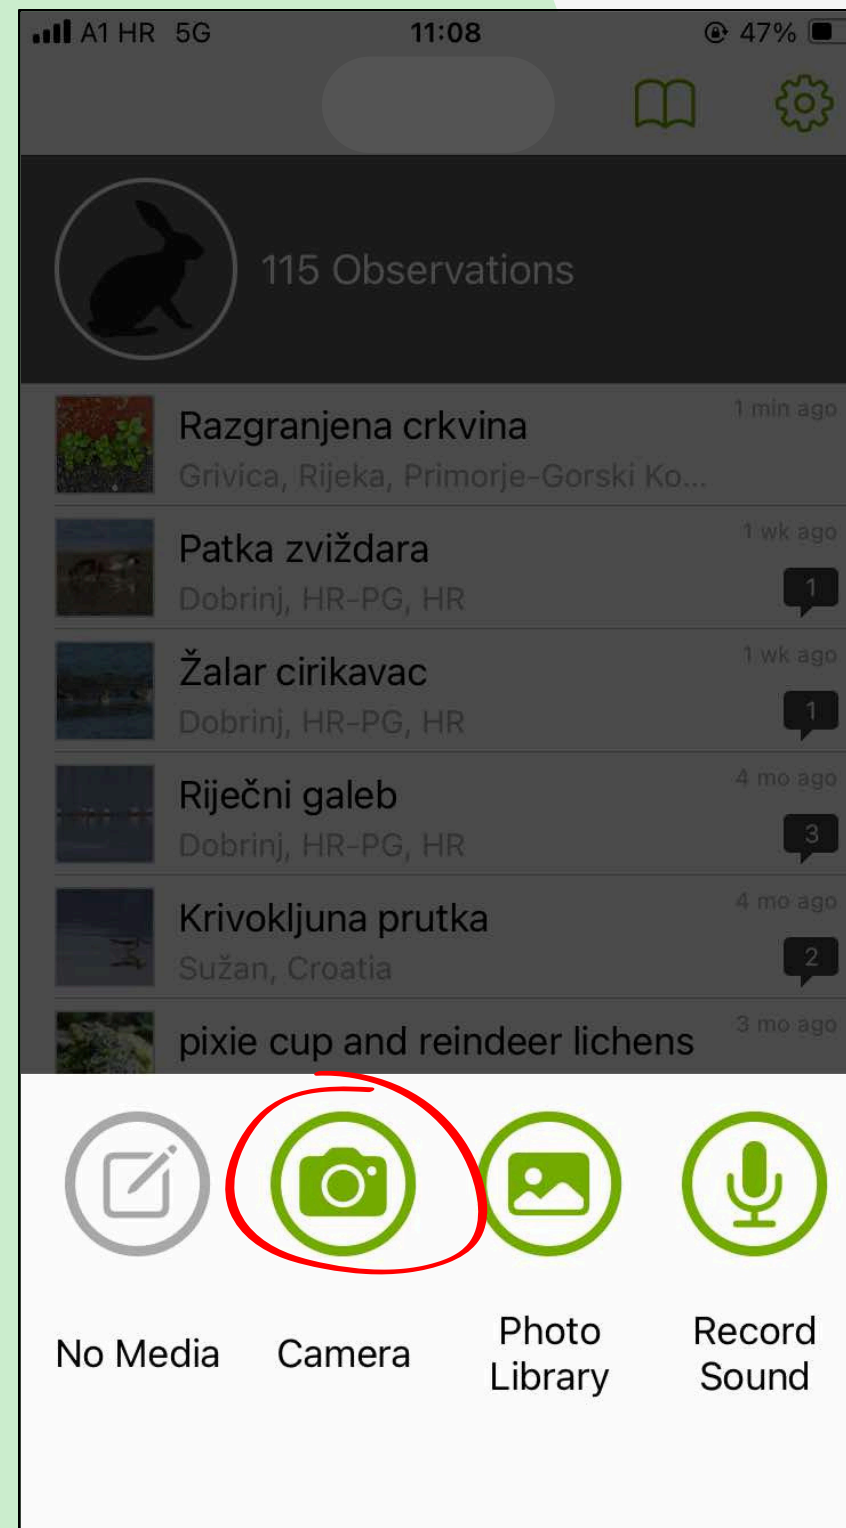 A1 HR 5G 11:08 47%
115 Observations
Razgranjena crkvina 1 min ago
Grivica, Rijeka, Primorje-Gorski Ko...
Patka zviždara 1 wk ago
Dobrinj, HR-PG, HR 1
Žalar cirikavac 1 wk ago
Dobrinj, HR-PG, HR 1
Riječni galeb 4 mo ago
Dobrinj, HR-PG, HR 3
Krivokljuna prutka 4 mo ago
Sužan, Croatia 2
pixie cup and reindeer lichens 3 mo ago
No Media
Camera
Photo
Library
Record
Sound